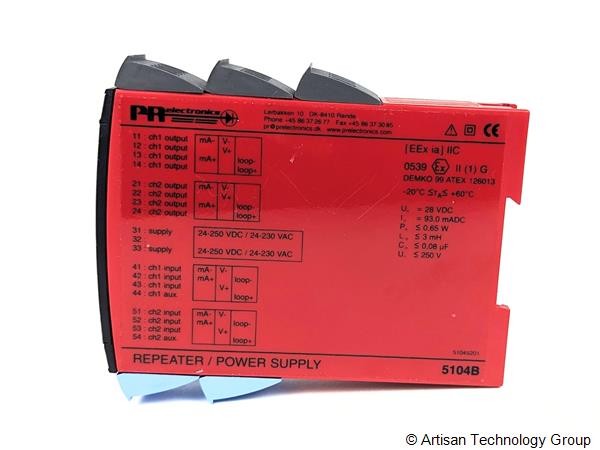 PR electronics
Lerbakken 10 DK-8410 Rønde
Phone +45 86 37 26 77 Fax +45 86 37 30 85
pr@prelectronics.dk www.prelectronics.com
CE
11 : ch1 output mA- V-
12 : ch1 output V+
13 : ch1 output mA+ loop-
14 : ch1 output loop+
21 : ch2 output mA- V-
22 : ch2 output V+
23 : ch2 output mA+ loop-
24 : ch2 output loop+
31 : supply 24-250 VDC / 24-230 VAC
32 :
33 : supply 24-250 VDC / 24-230 VAC
41 : ch1 input mA- V-
42 : ch1 input mA+ V+ loop-
43 : ch1 input
44 : ch1 aux. loop+
51 : ch2 input mA- V-
52 : ch2 input mA+ V+ loop-
53 : ch2 input
54 : ch2 aux. loop+
[EEx ia] IIC
0539 Ex II (1) G
DEMKO 99 ATEX 126013
-20°C ≤TA≤ +60°C
U = 28 VDC
I = 93.0 mADC
P ≤ 0,65 W
L ≤ 3 mH
C ≤ 0,08 µF
U ≤ 250 V
5104S201
REPEATER / POWER SUPPLY
5104B
© Artisan Technology Group